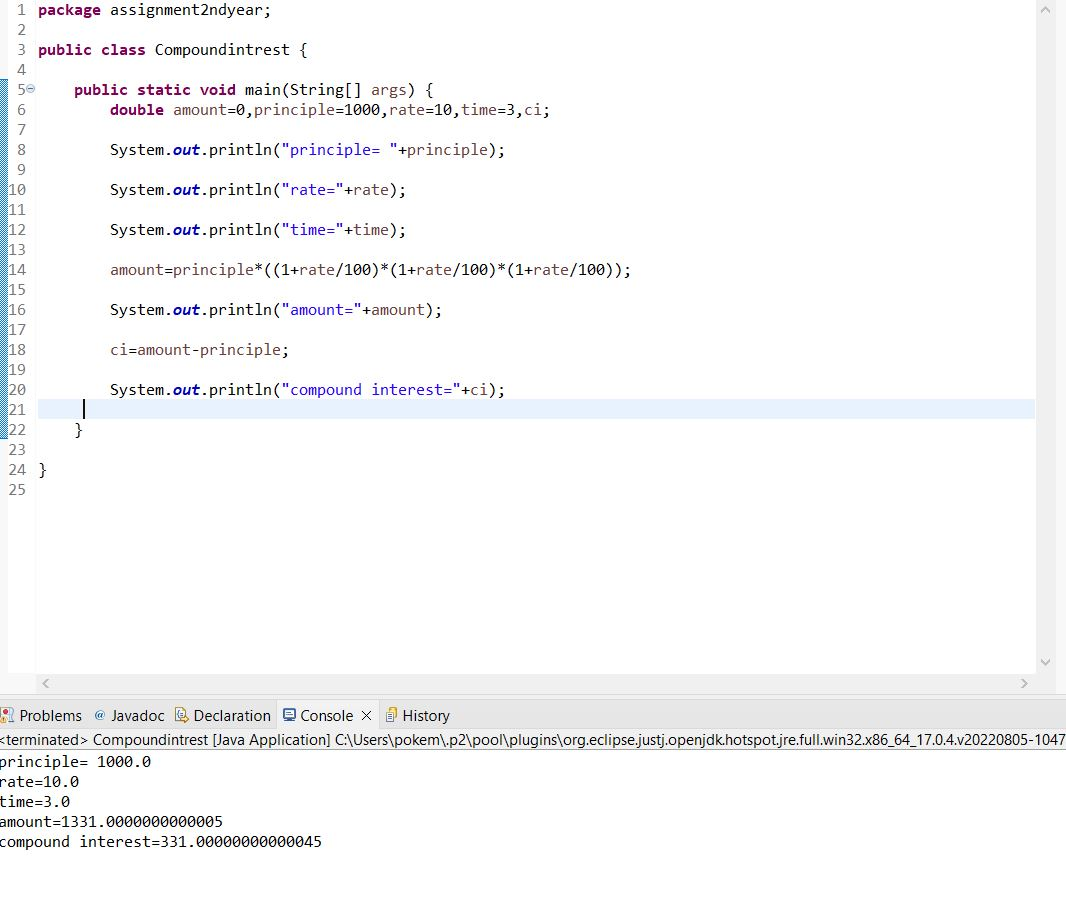 1 package assignment2ndyear;
2
3 public class Compoundintrest {
4
5 public static void main(String[] args) {
6 double amount=0,principle=1000,rate=10,time=3,ci;
7
8 System.out.println("principle= "+principle);
9
10 System.out.println("rate="+rate);
11
12 System.out.println("time="+time);
13
14 amount=principle*((1+rate/100)*(1+rate/100)*(1+rate/100));
15
16 System.out.println("amount="+amount);
17
18 ci=amount-principle;
19
20 System.out.println("compound interest="+ci);
21
22 }
23
24 }
25
Problems @ Javadoc Declaration Console History
<terminated> Compoundintrest [Java Application] C:\Users\pokem\.p2\pool\plugins\org.eclipse.justj.openjdk.hotspot.jre.full.win32.x86_64_17.0.4.v20220805-1047
principle= 1000.0
rate=10.0
time=3.0
amount=1331.0000000000005
compound interest=331.00000000000045